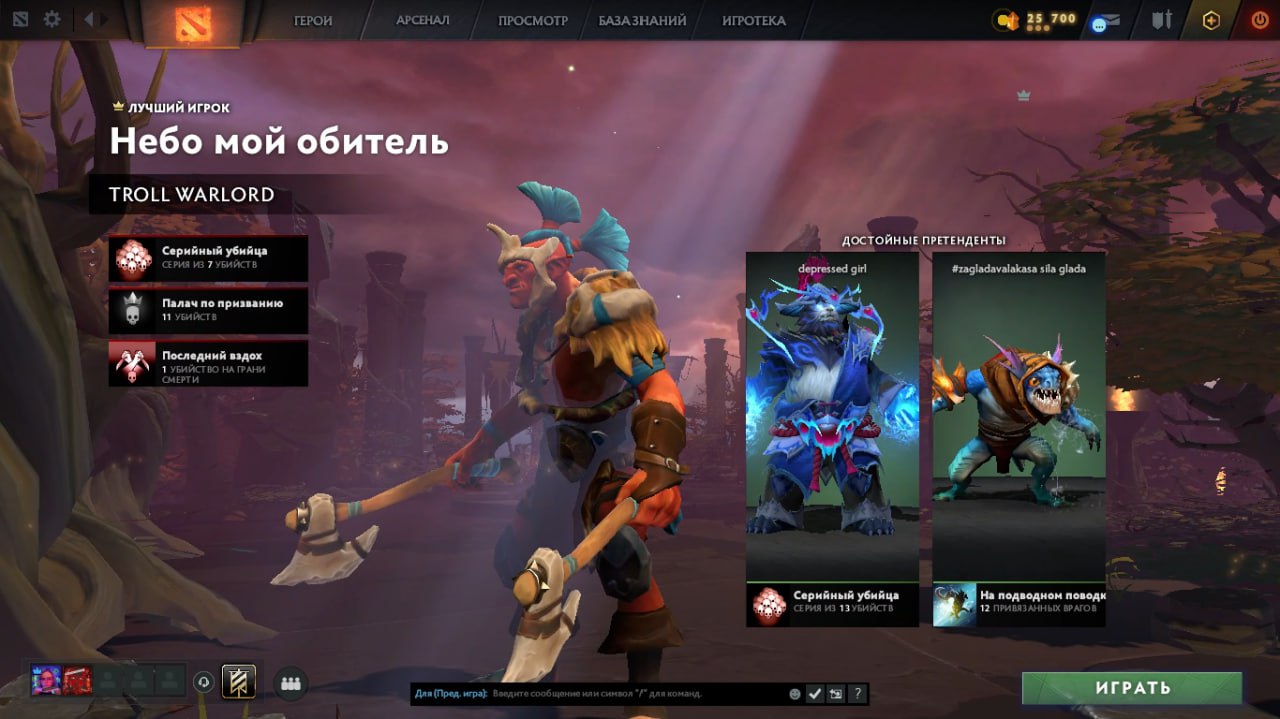 ГЕРОИ
АРСЕНАЛ
ПРОСМОТР
БАЗА ЗНАНИЙ
ИГРОТЕКА
25 700
ЛУЧШИЙ ИГРОК
Небо мой обитель
TROLL WARLORD
Серийный убийца
СЕРИЯ ИЗ 7 УБИЙСТВ
Палач по призванию
11 УБИЙСТВ
Последний вздох
1 УБИЙСТВО НА ГРАНИ
СМЕРТИ
ДОСТОЙНЫЕ ПРЕТЕНДЕНТЫ
depressed girl
Серийный убийца
СЕРИЯ ИЗ 13 УБИЙСТВ
#zagladavalakasa sila glada
На подводном поводк
12 ПРИВЯЗАННЫХ ВРАГОВ
Для (Пред. игра): Введите сообщение или символ "/" для команд.
?
ИГРАТЬ